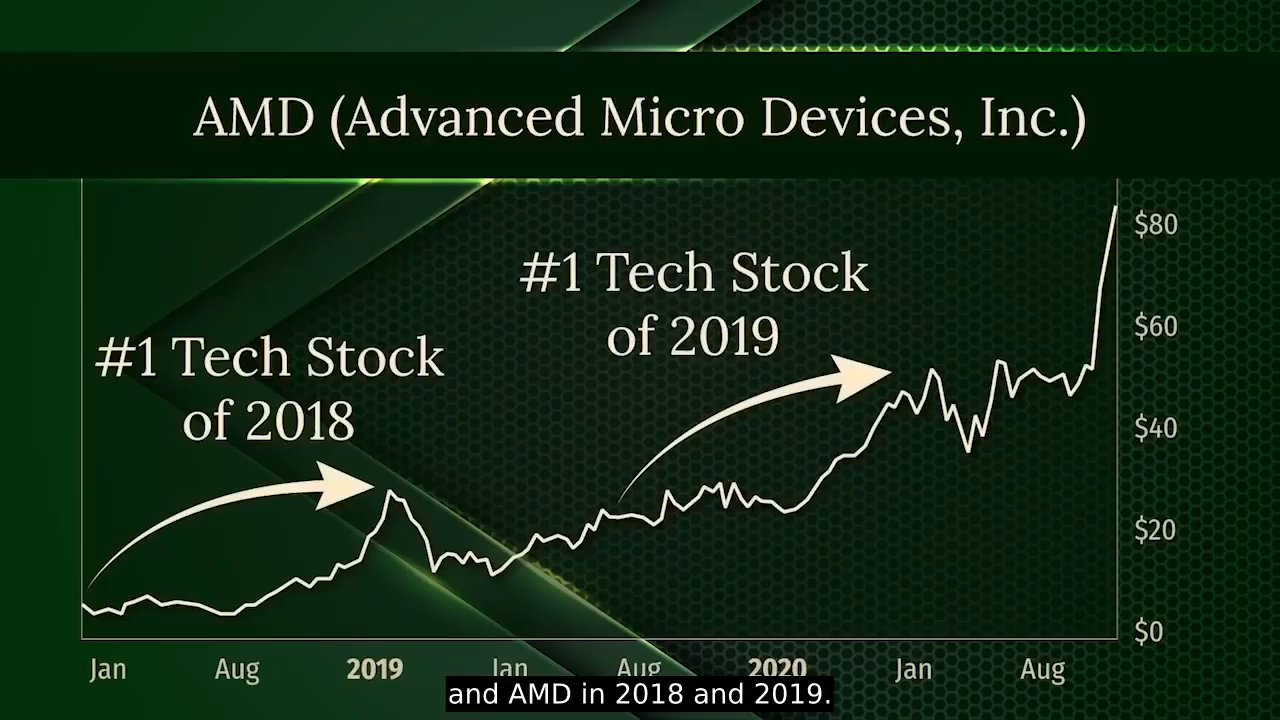 AMD (Advanced Micro Devices, Inc.)
$80
#1 Tech Stock
of 2019
$60
#1 Tech Stock
of 2018
$40
$20
$0
Jan Aug 2019 Jan Aug 2020 Jan Aug
and AMD in 2018 and 2019.